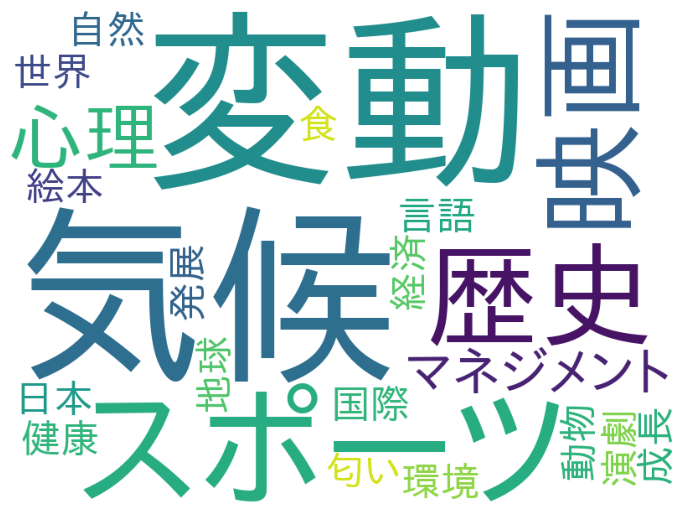 自然
変動
映画
世界
心理
食
絵本
言語
気候
発展
経済
歴史
地球
マネジメント
日本
スポーツ
国際
健康
匂い
環境
動物
演劇
成長